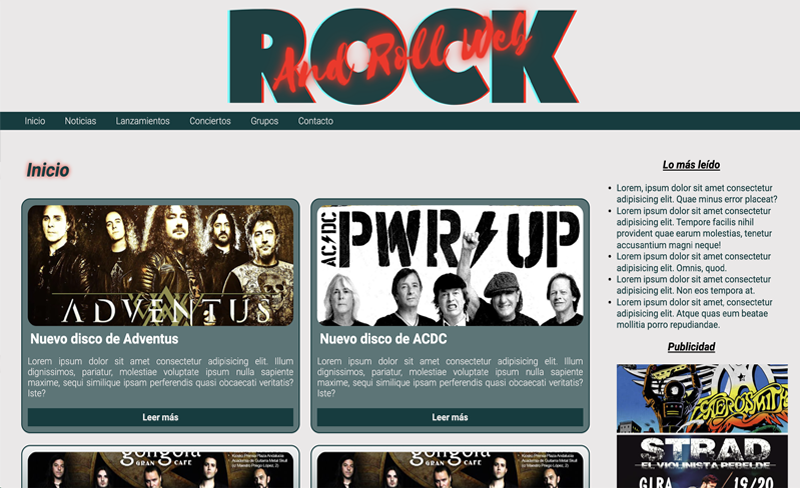 ROCK
And Roll Web
Inicio Noticias Lanzamientos Conciertos Grupos Contacto
Inicio
ADVENTUS
Nuevo disco de Adventus
Lorem ipsum dolor sit amet consectetur adipisicing elit. Illum
dignissimos, pariatur, molestiae voluptate ipsum nulla sapiente
maxime, sequi similique ipsam perferendis quasi obcaecati veritatis?
Iste?
Leer más
AC/DC
PWR/UP
Nuevo disco de ACDC
Lorem ipsum dolor sit amet consectetur adipisicing elit. Illum
dignissimos, pariatur, molestiae voluptate ipsum nulla sapiente
maxime, sequi similique ipsam perferendis quasi obcaecati veritatis?
Iste?
Leer más
gongora
GRAN CAFE
gongora
GRAN CAFE
Lo más leído
Lorem, ipsum dolor sit amet consectetur
adipisicing elit. Quae minus error placeat?
Lorem ipsum dolor sit amet consectetur
adipisicing elit. Tempore facilis nihil
provident quae earum molestias, tenetur
accusantium magni neque!
Lorem ipsum dolor sit amet consectetur
adipisicing elit. Omnis, quod.
Lorem ipsum dolor sit amet consectetur
adipisicing elit. Non eos tempora at.
Lorem ipsum dolor sit amet, consectetur
adipisicing elit. Atque quas eum beatae
mollitia porro repudiandae.
Publicidad
AEROSMITH
STRAD
EL VIOLINISTA REBELDE
GIRA 19/20